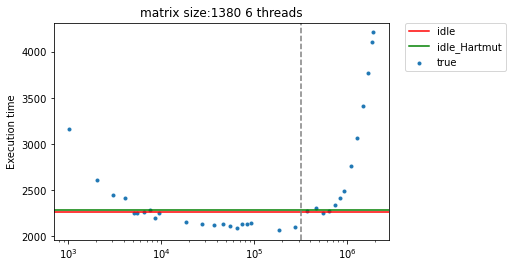 matrix size:1380 6 threads
idle
idle_Hartmut
true
Execution time
4000
3500
3000
2500
2000
10³
10⁴
10⁵
10⁶